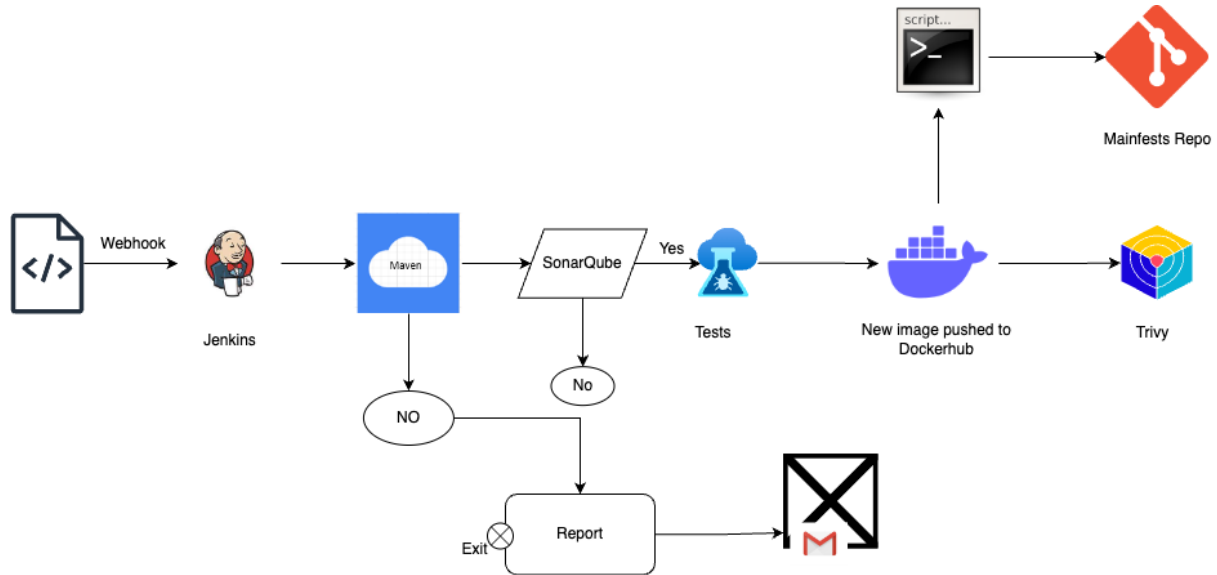 script...
>_
Mainfests Repo
Webhook
</>
Maven
SonarQube
Yes
Jenkins
Tests
New image pushed to
Dockerhub
Trivy
No
NO
Report
Exit